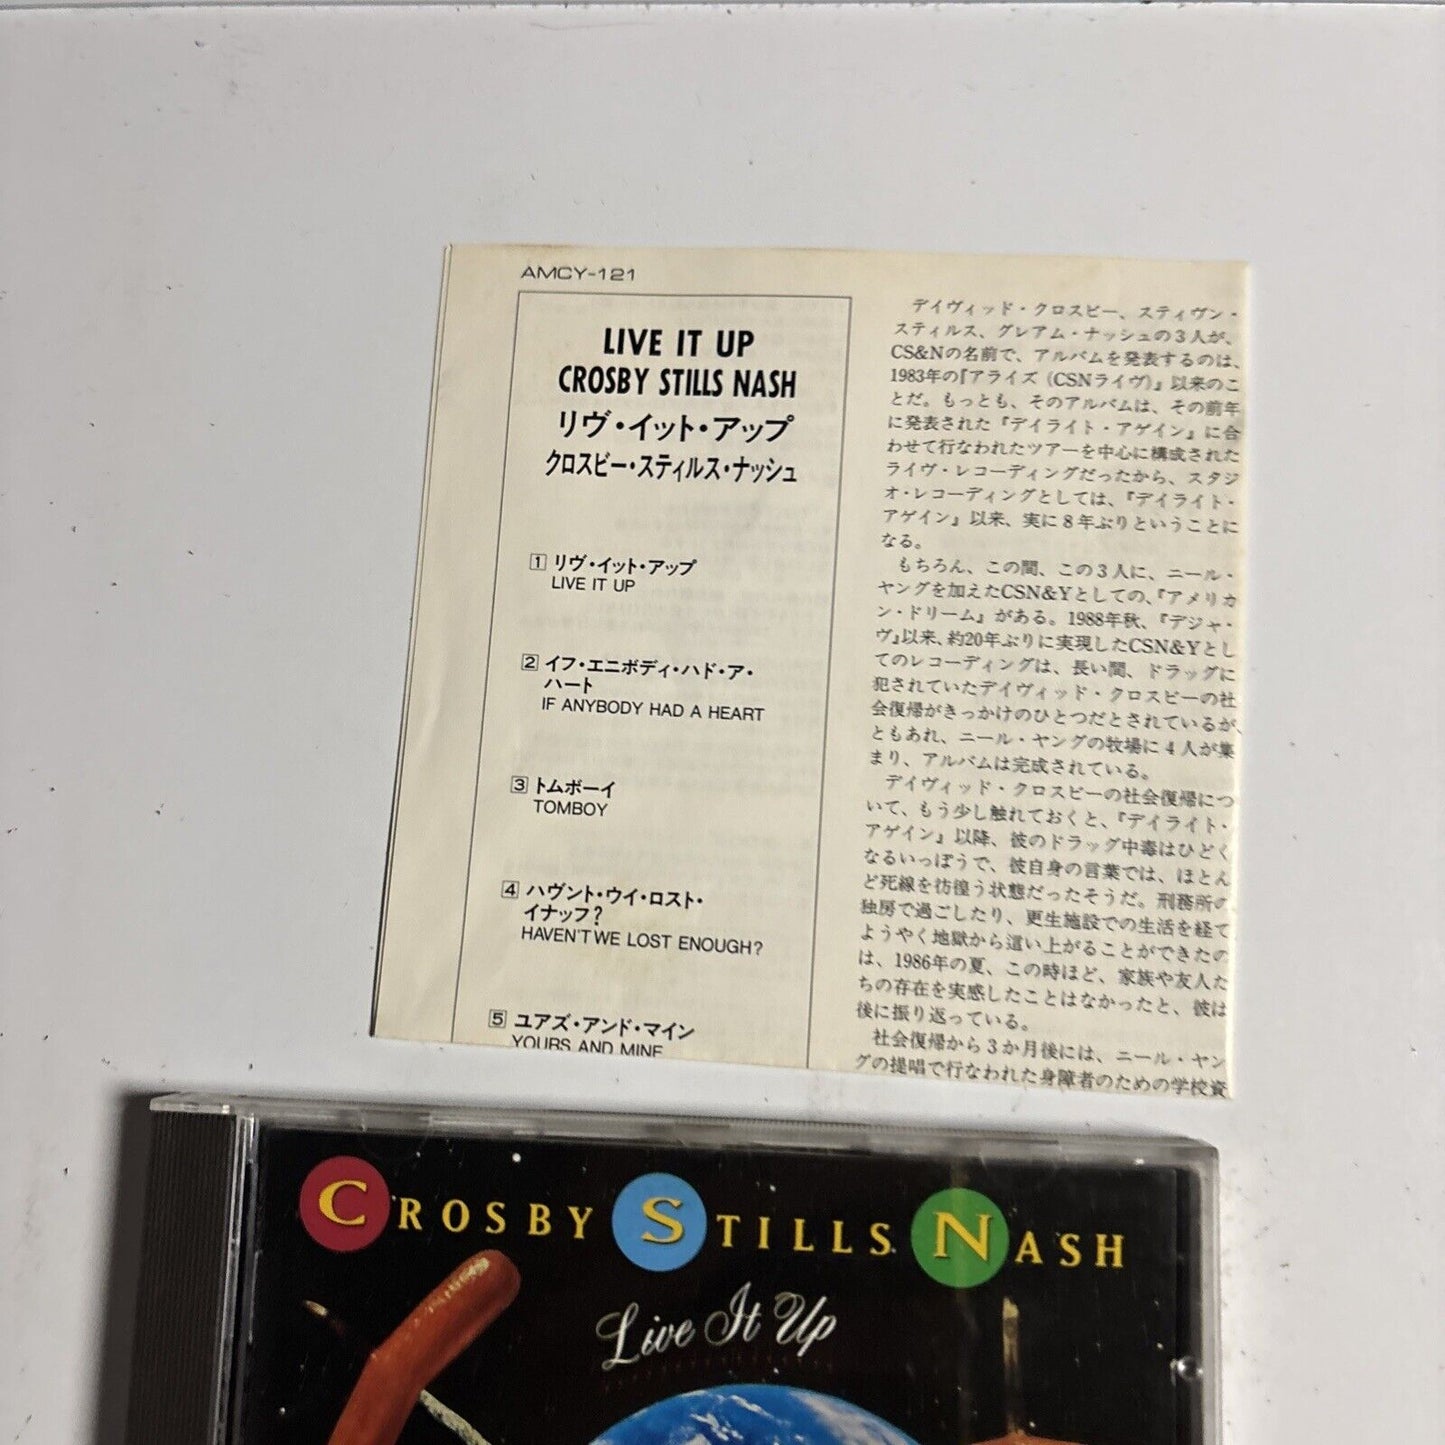 AMCY-121
LIVE IT UP
CROSBY STILLS NASH
リヴ・イット・アップ
クロスビー・スティルス・ナッシュ
1 リヴ・イット・アップ
LIVE IT UP
2 イフ・エニボディ・ハド・ア・
ハート
IF ANYBODY HAD A HEART
3 トムボーイ
TOMBOY
4 ハヴント・ウイ・ロスト・
イナッフ?
HAVEN'T WE LOST ENOUGH?
5 ユアズ・アンド・マイン
YOURS AND MINE
デイヴィッド・クロスビー、スティヴン・
スティルス、グレアム・ナッシュの3人が、
CS&Nの名前で、アルバムを発表するのは、
1983年の『アライズ(CSNライヴ)』以来のこ
とだ。もっとも、そのアルバムは、その前年
に発表された『デイライト・アゲイン』に合
わせて行なわれたツアーを中心に構成された
ライヴ・レコーディングだったから、スタジ
オ・レコーディングとしては、『デイライト・
アゲイン』以来、実に8年ぶりということに
なる。
もちろん、この間、この3人に、ニール・
ヤングを加えたCSN&Yとしての、『アメリカ
ン・ドリーム』がある。1988年秋、『デジャ・
ヴ』以来、約20年ぶりに実現したCSN&Yとし
てのレコーディングは、長い間、ドラッグに
犯されていたデイヴィッド・クロスビーの社
会復帰がきっかけのひとつだとされているが、
ともあれ、ニール・ヤングの牧場に4人が集
まり、アルバムは完成されている。
デイヴィッド・クロスビーの社会復帰につ
いて、もう少し触れておくと、『デイライト・
アゲイン』以降、彼のドラッグ中毒はひどく
なるいっぽうで、彼自身の言葉では、ほとん
ど死線を彷徨う状態だったそうだ。刑務所の
独房で過ごしたり、更生施設での生活を経て
ようやく地獄から這い上がることができたの
は、1986年の夏、この時ほど、家族や友人た
ちの存在を実感したことはなかったと、彼は
後に振り返っている。
社会復帰から3か月後には、ニール・ヤン
グの提唱で行なわれた身障者のための学校資
CROSBY STILLS NASH
Live It Up